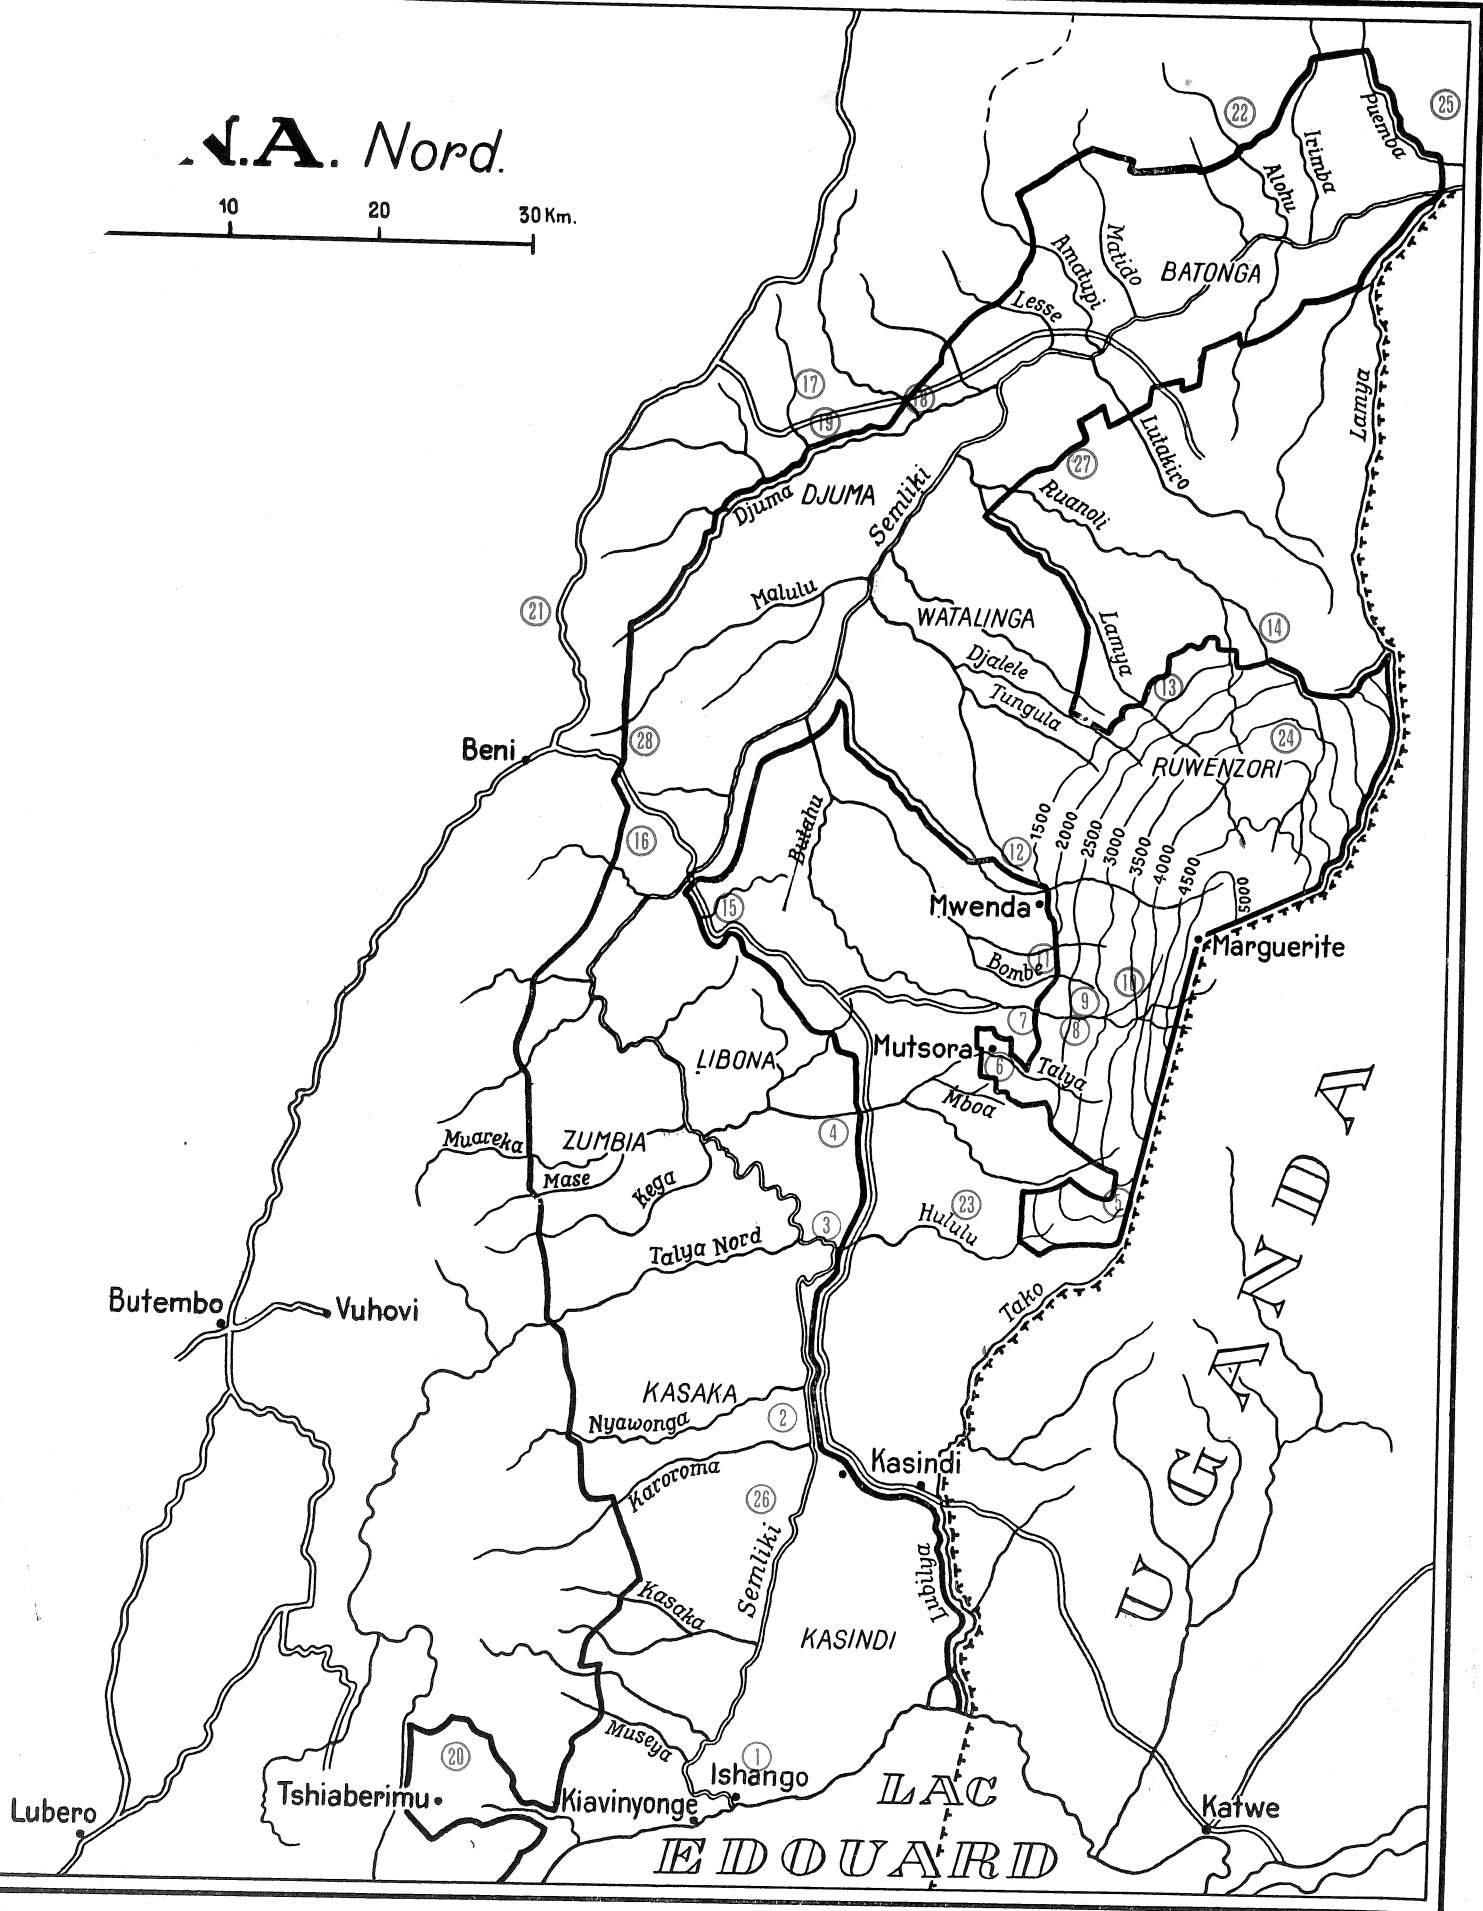 N.A. Nord.
10 20 30 Km.
22
25
Puemba
Irimba
Alohu
Matido
Amatupi
BATONGA
Lesse
17
18
19
Lamya
Lutakiro
27
Ruanoli
Djuma
DJUMA
Semliki
Malulu
21
WATALINGA
14
Lamya
Djalele
Tungula
13
28
Beni
24
RUWENZORI
16
Butahu
12
1500
2000
2500
3000
3500
4000
4500
5000
15
Mwenda
Marguerite
Bombe
10
9
7
8
LIBONA
Mutsora
6
Talya
Mboa
4
Muareka
ZUMBIA
Mase
Kega
5
23
3
Hululu
Talya Nord
Tako
Butembo
Vuhovi
UGANDA
KASAKA
Nyawonga
2
Karoroma
Kasindi
26
Semliki
Lubilya
Kasaka
KASINDI
Museya
20
1
Tshiaberimu
Ishango
Kiavinyonge
LAC
EDOUARD
Katwe
Lubero